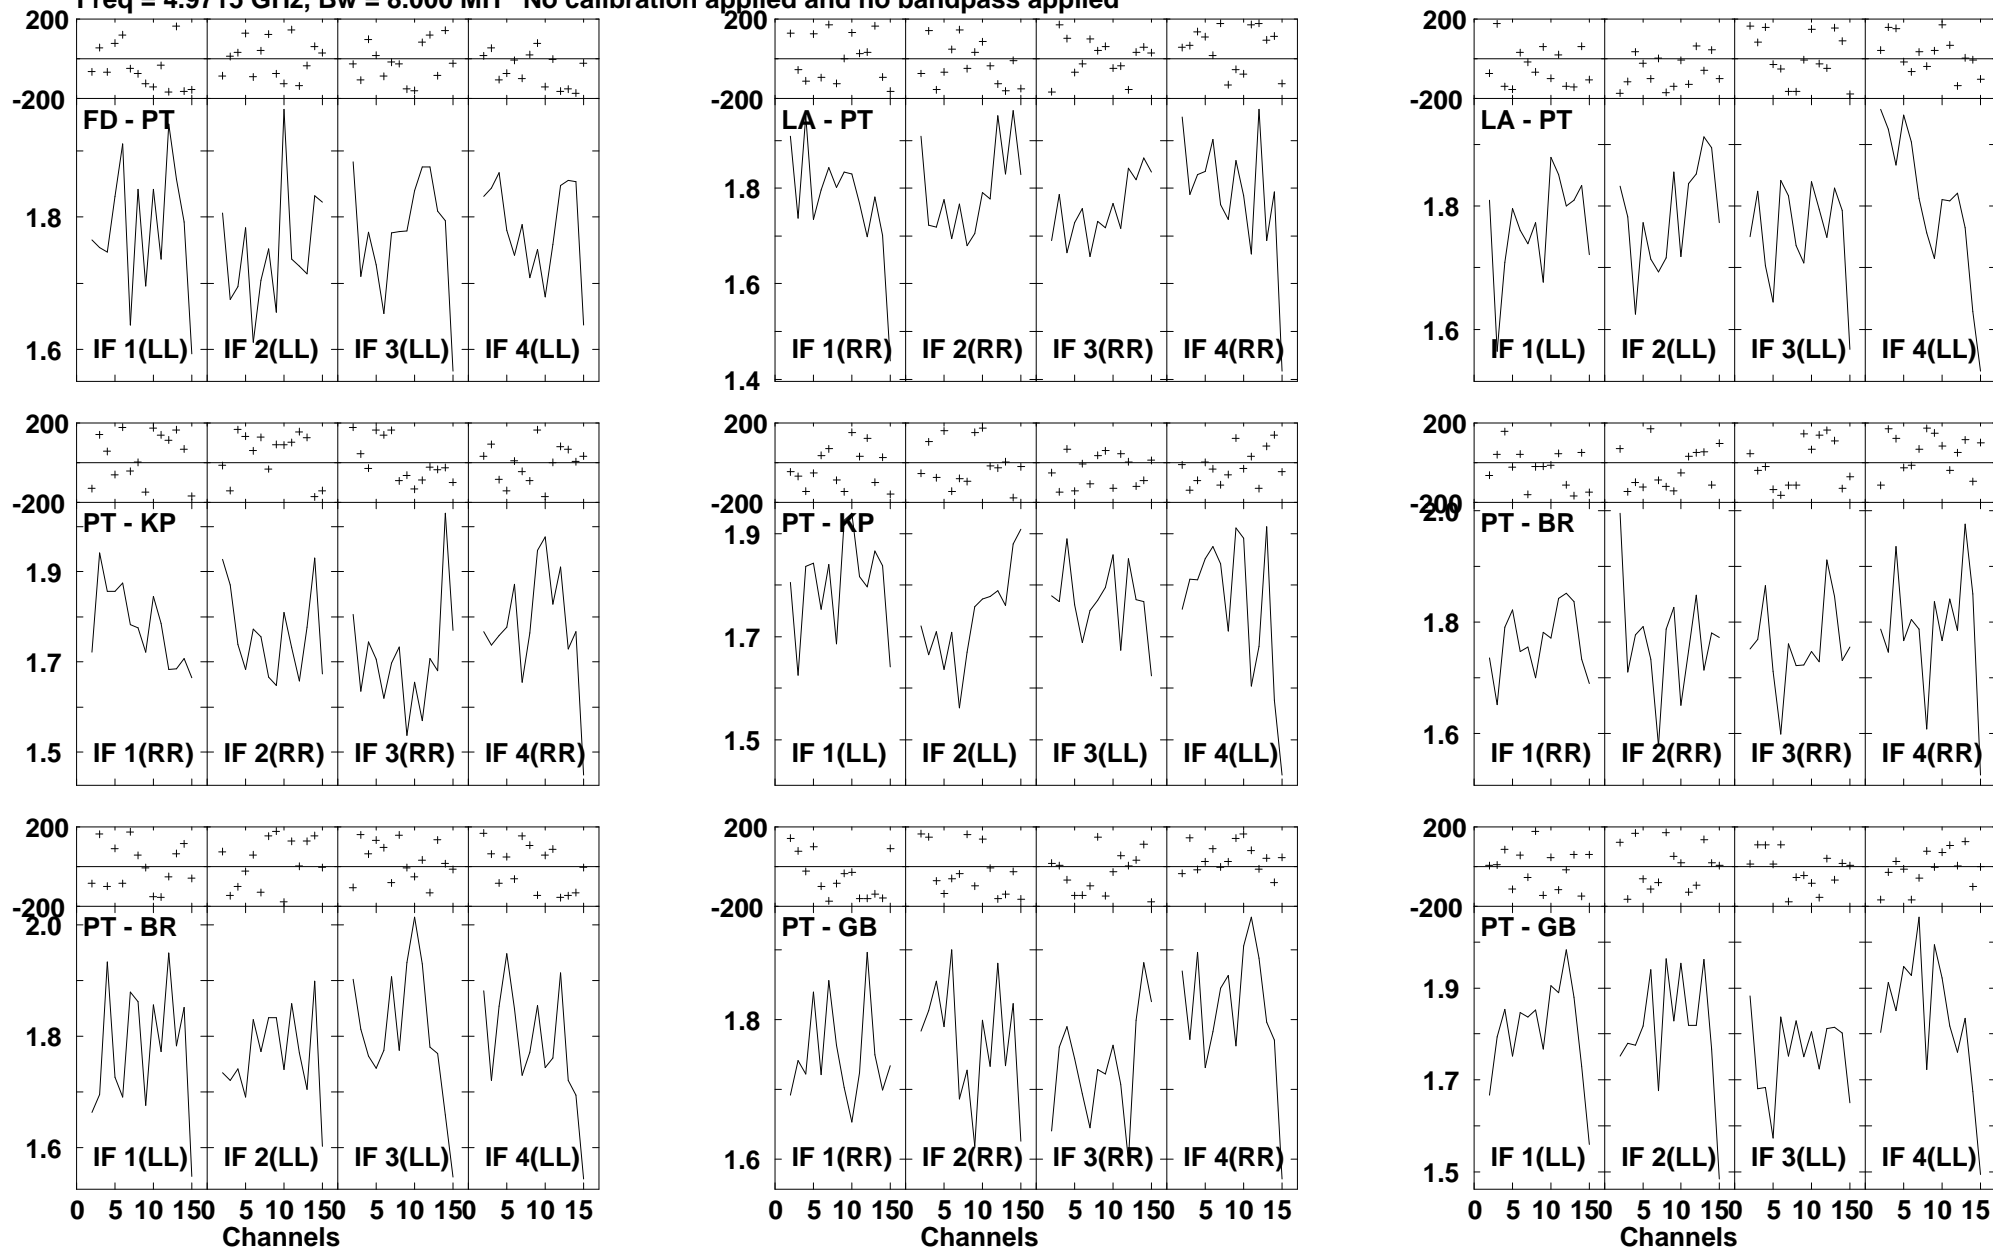 Freq = 4.9715 GHz, Bw = 8.000 MH No calibration applied and no bandpass applied
200 200 200
-200 -200 -200
FD - PT LA - PT LA - PT
1.8 1.8 1.8
1.6 1.6 1.6
1.4
IF 1(LL) IF 2(LL) IF 3(LL) IF 4(LL) IF 1(RR) IF 2(RR) IF 3(RR) IF 4(RR) IF 1(LL) IF 2(LL) IF 3(LL) IF 4(LL)
200 200 200
-200 -200 -200
PT - KP PT - KP PT - BR
2.0
1.9 1.9 1.8
1.7 1.7 1.6
1.5 1.5
IF 1(RR) IF 2(RR) IF 3(RR) IF 4(RR) IF 1(LL) IF 2(LL) IF 3(LL) IF 4(LL) IF 1(RR) IF 2(RR) IF 3(RR) IF 4(RR)
200 200 200
-200 -200 -200
PT - BR PT - GB PT - GB
2.0
1.8 1.8 1.9
1.6 1.6 1.7
1.5
IF 1(LL) IF 2(LL) IF 3(LL) IF 4(LL) IF 1(RR) IF 2(RR) IF 3(RR) IF 4(RR) IF 1(LL) IF 2(LL) IF 3(LL) IF 4(LL)
0 5 10 150 5 10 150 5 10 150 5 10 15 0 5 10 150 5 10 150 5 10 150 5 10 15 0 5 10 150 5 10 150 5 10 150 5 10 15
Channels Channels Channels